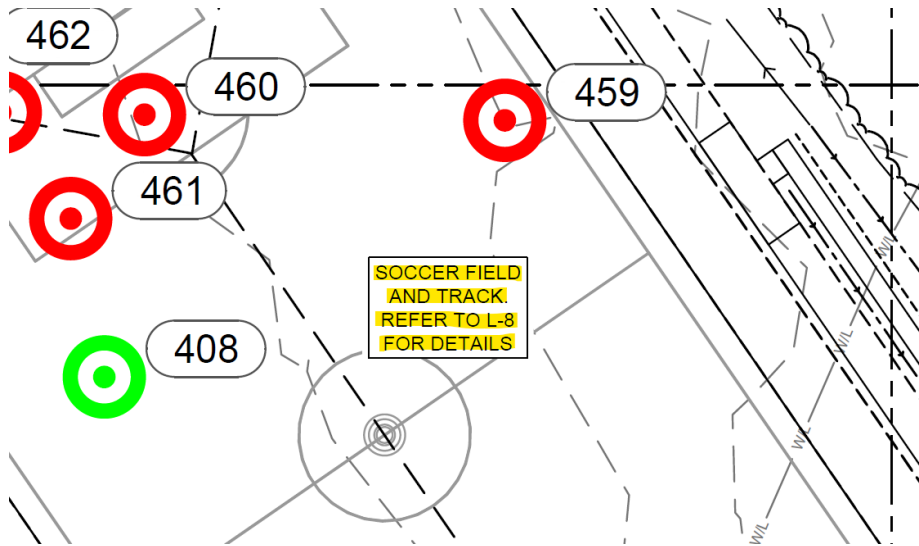 462
460
459
461
SOCCER FIELD
AND TRACK.
REFER TO L-8
FOR DETAILS
408
W/L
W/L
W/L
W/L